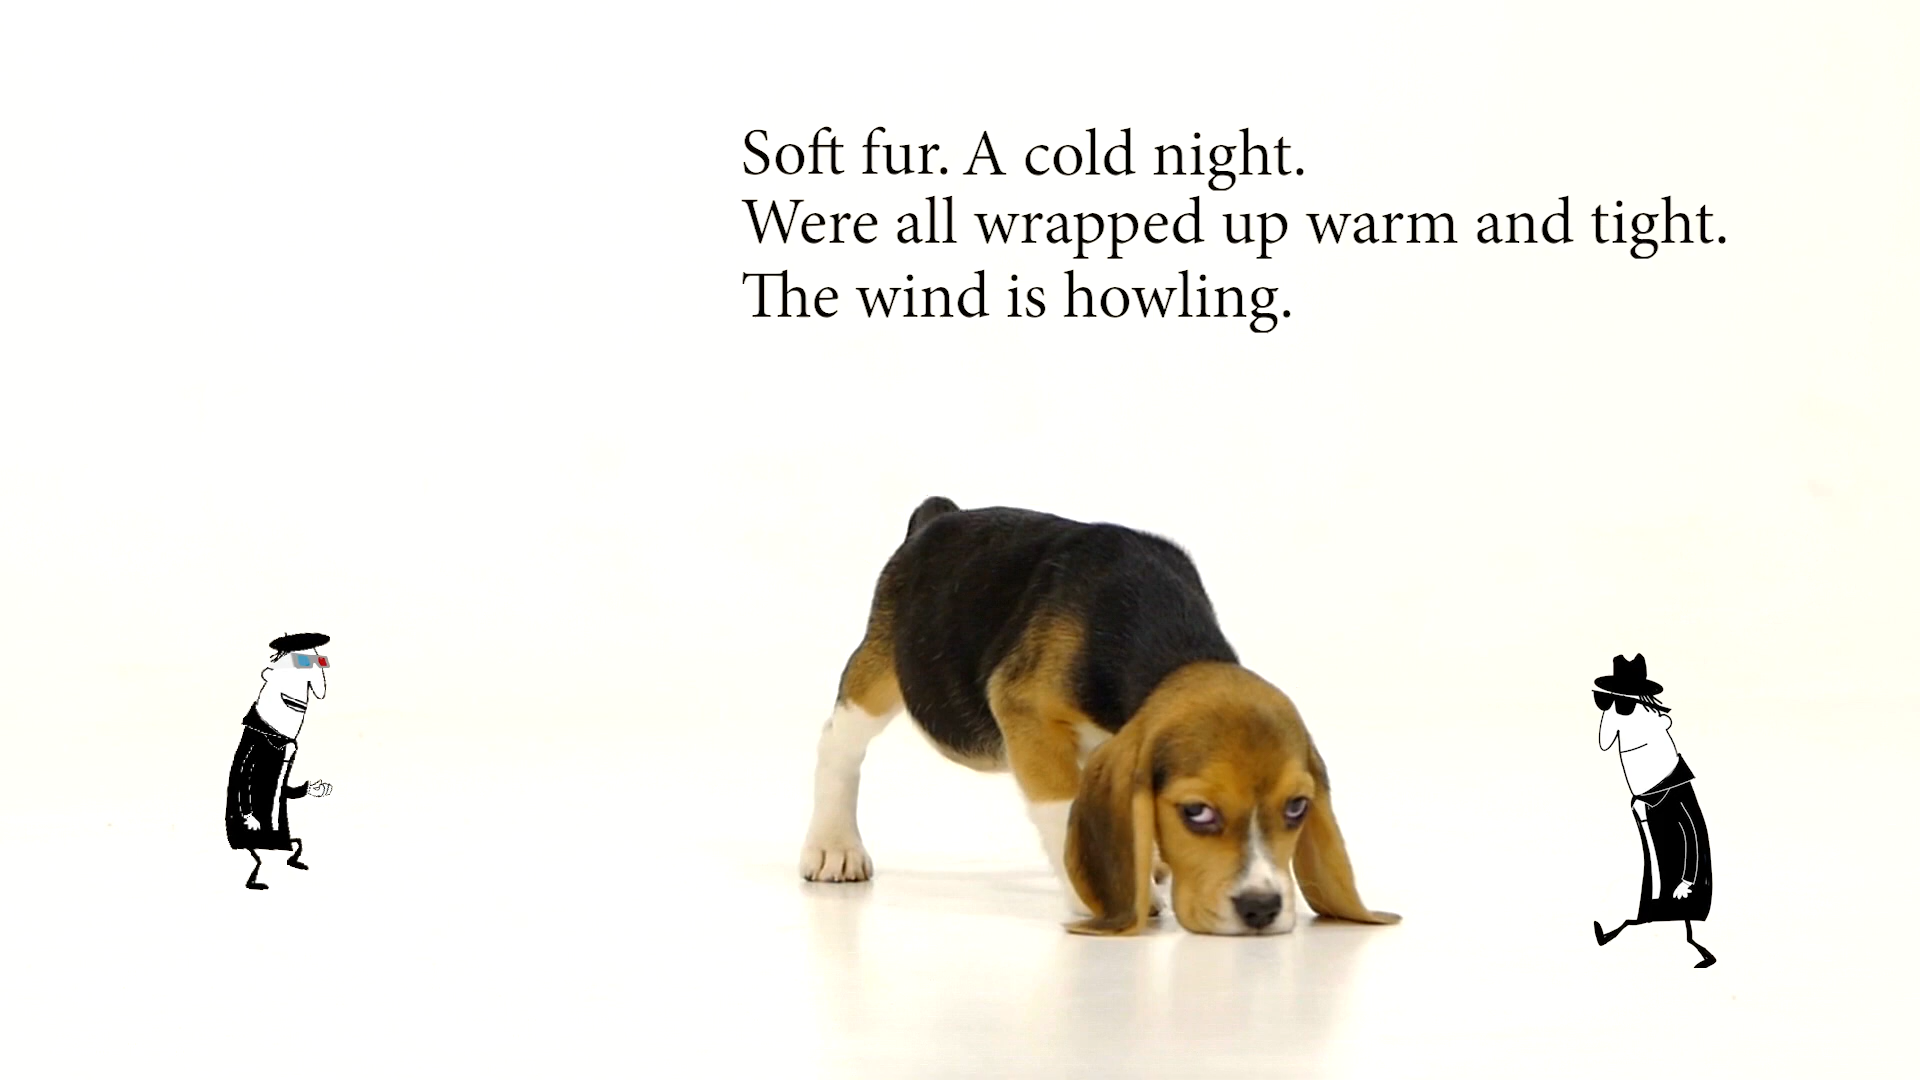 Soft fur. A cold night.
Were all wrapped up warm and tight.
The wind is howling.